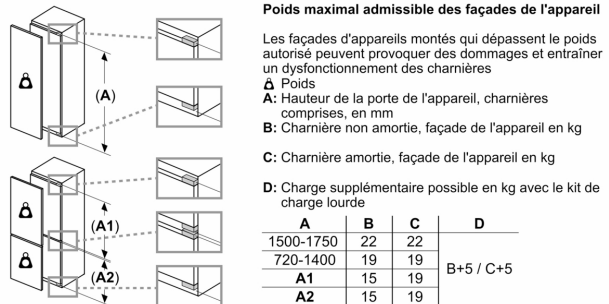 (A)
(A1)
(A2)
Poids maximal admissible des façades de l'appareil
Les façades d'appareils montés qui dépassent le poids
autorisé peuvent provoquer des dommages et entraîner
un dysfonctionnement des charnières
Poids
A: Hauteur de la porte de l'appareil, charnières
comprises, en mm
B: Charnière non amortie, façade de l'appareil en kg
C: Charnière amortie, façade de l'appareil en kg
D: Charge supplémentaire possible en kg avec le kit de
charge lourde
A B C D
1500-1750 22 22
720-1400 19 19
B+5 / C+5
A1 15 19
A2 15 19